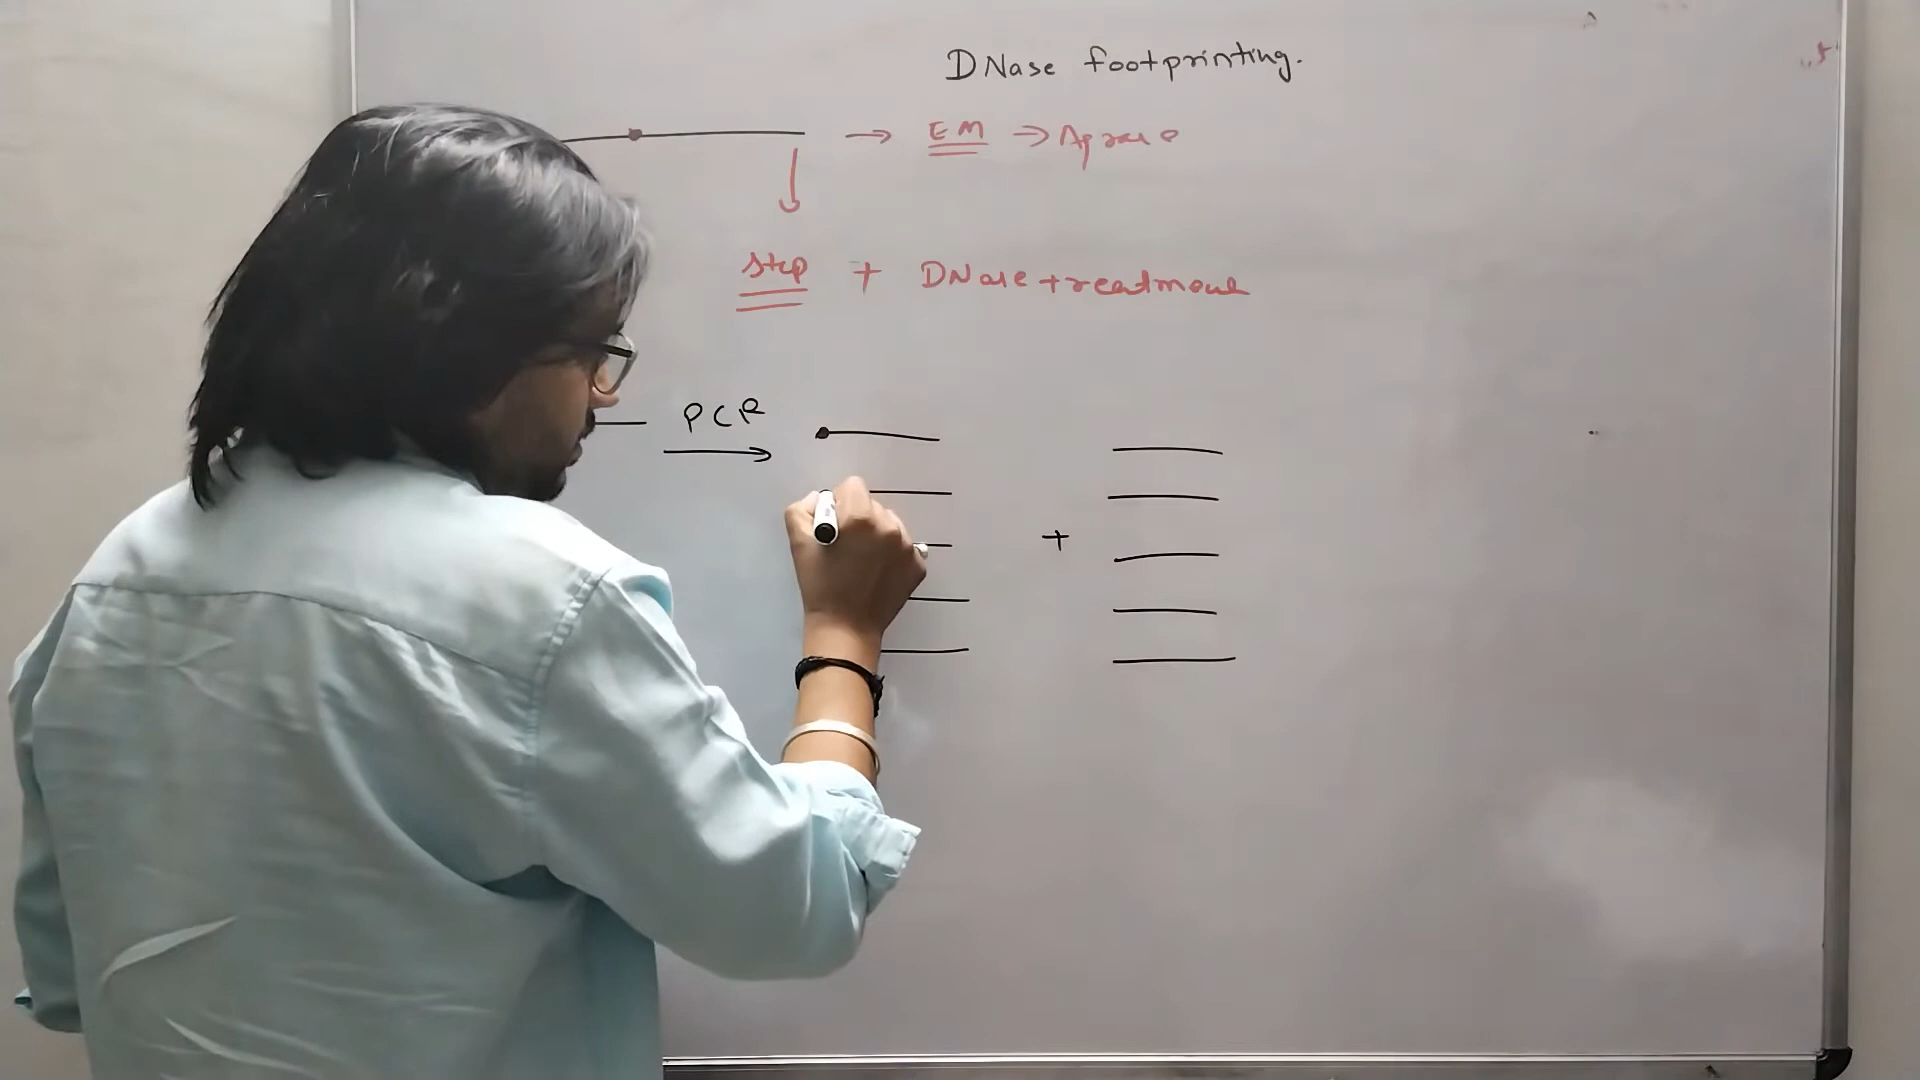 DNase footprinting.
→ EM →
Step + DNase treatment
PCR
+